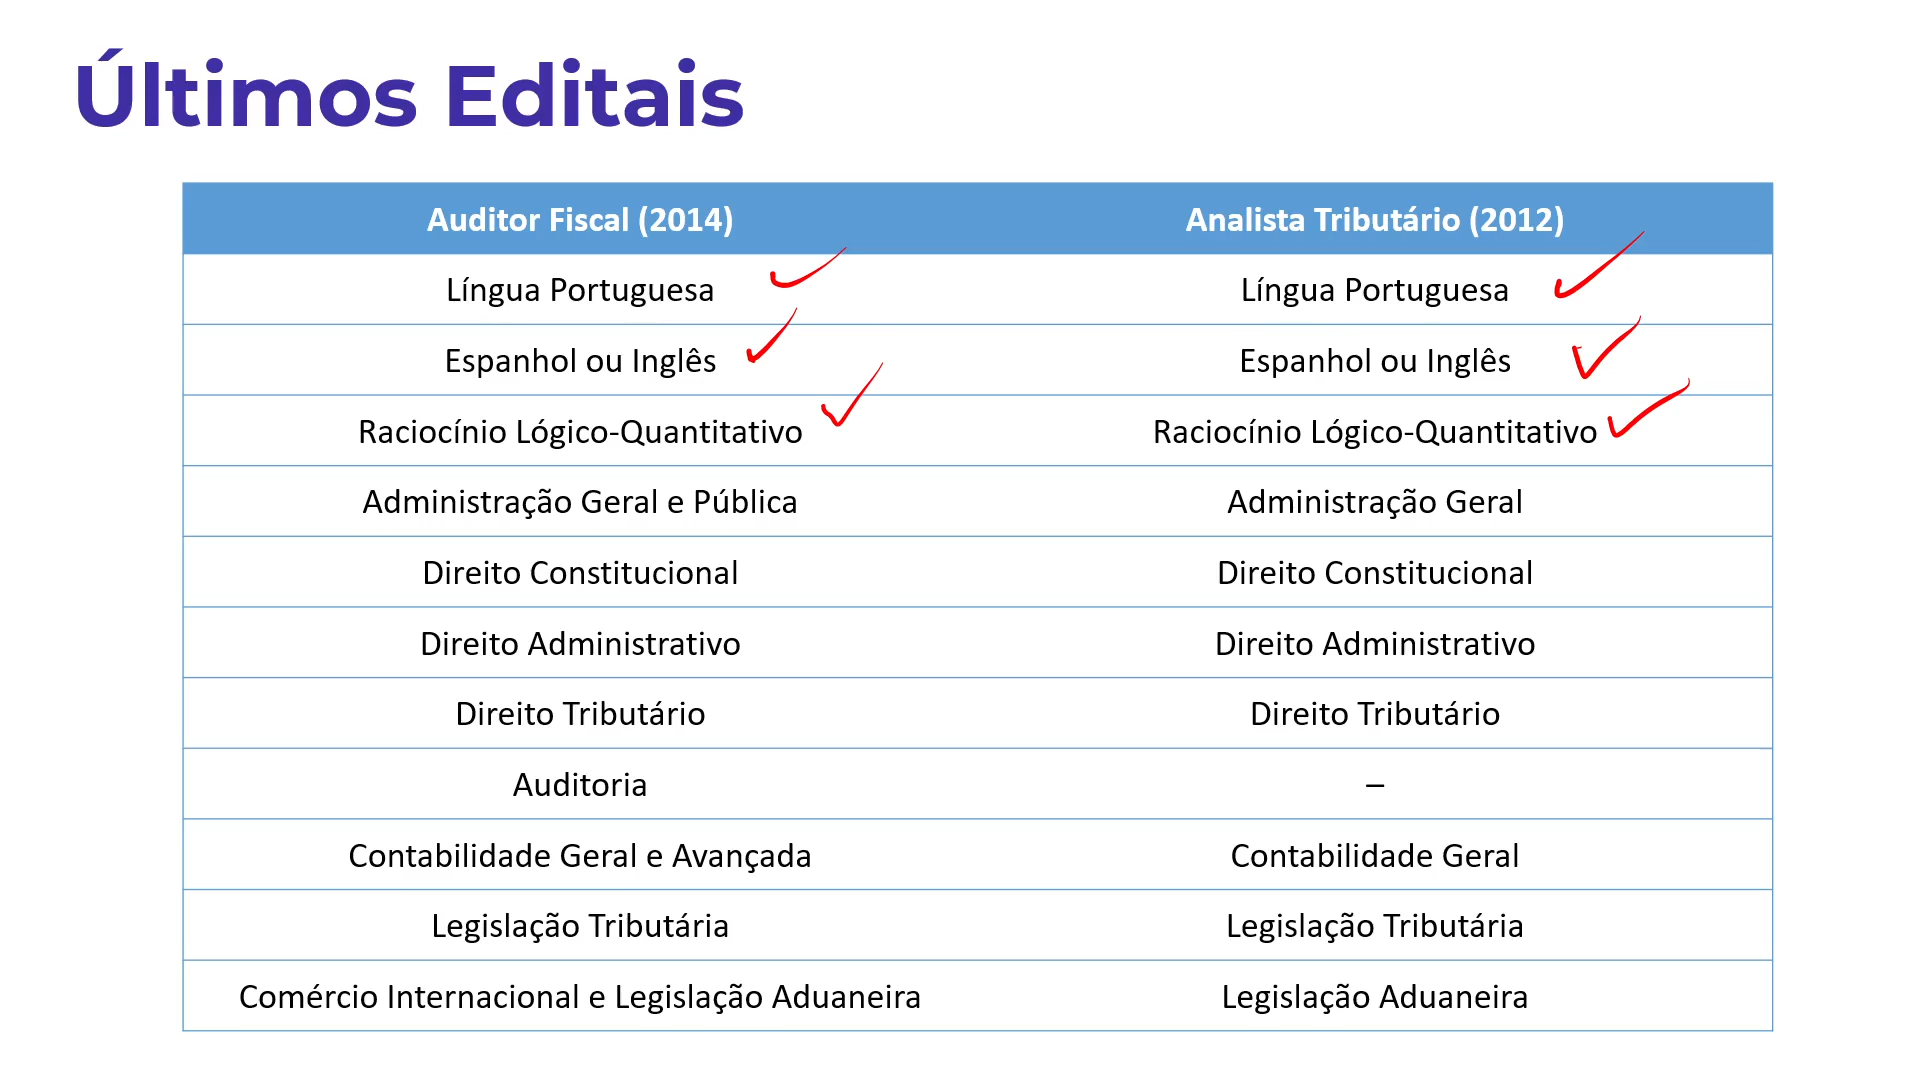 Últimos Editais
Auditor Fiscal (2014) Analista Tributário (2012)
Língua Portuguesa Língua Portuguesa
Espanhol ou Inglês Espanhol ou Inglês
Raciocínio Lógico-Quantitativo Raciocínio Lógico-Quantitativo
Administração Geral e Pública Administração Geral
Direito Constitucional Direito Constitucional
Direito Administrativo Direito Administrativo
Direito Tributário Direito Tributário
Auditoria –
Contabilidade Geral e Avançada Contabilidade Geral
Legislação Tributária Legislação Tributária
Comércio Internacional e Legislação Aduaneira Legislação Aduaneira